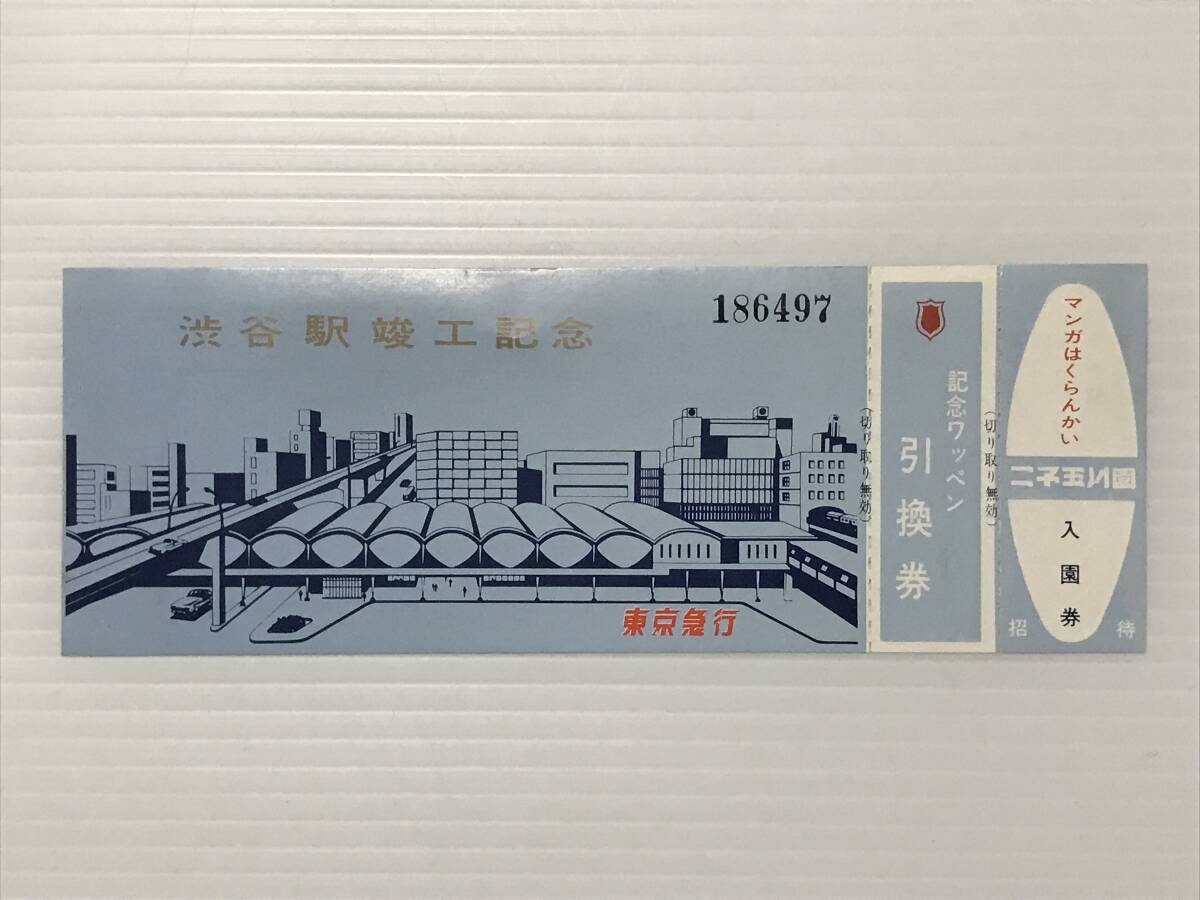 渋谷駅竣工記念
186497
東京急行
(切り取り無効)
記念ワッペン
引換券
(切り取り無効)
マンガはくらんかい
二子玉川園
入園券
招待